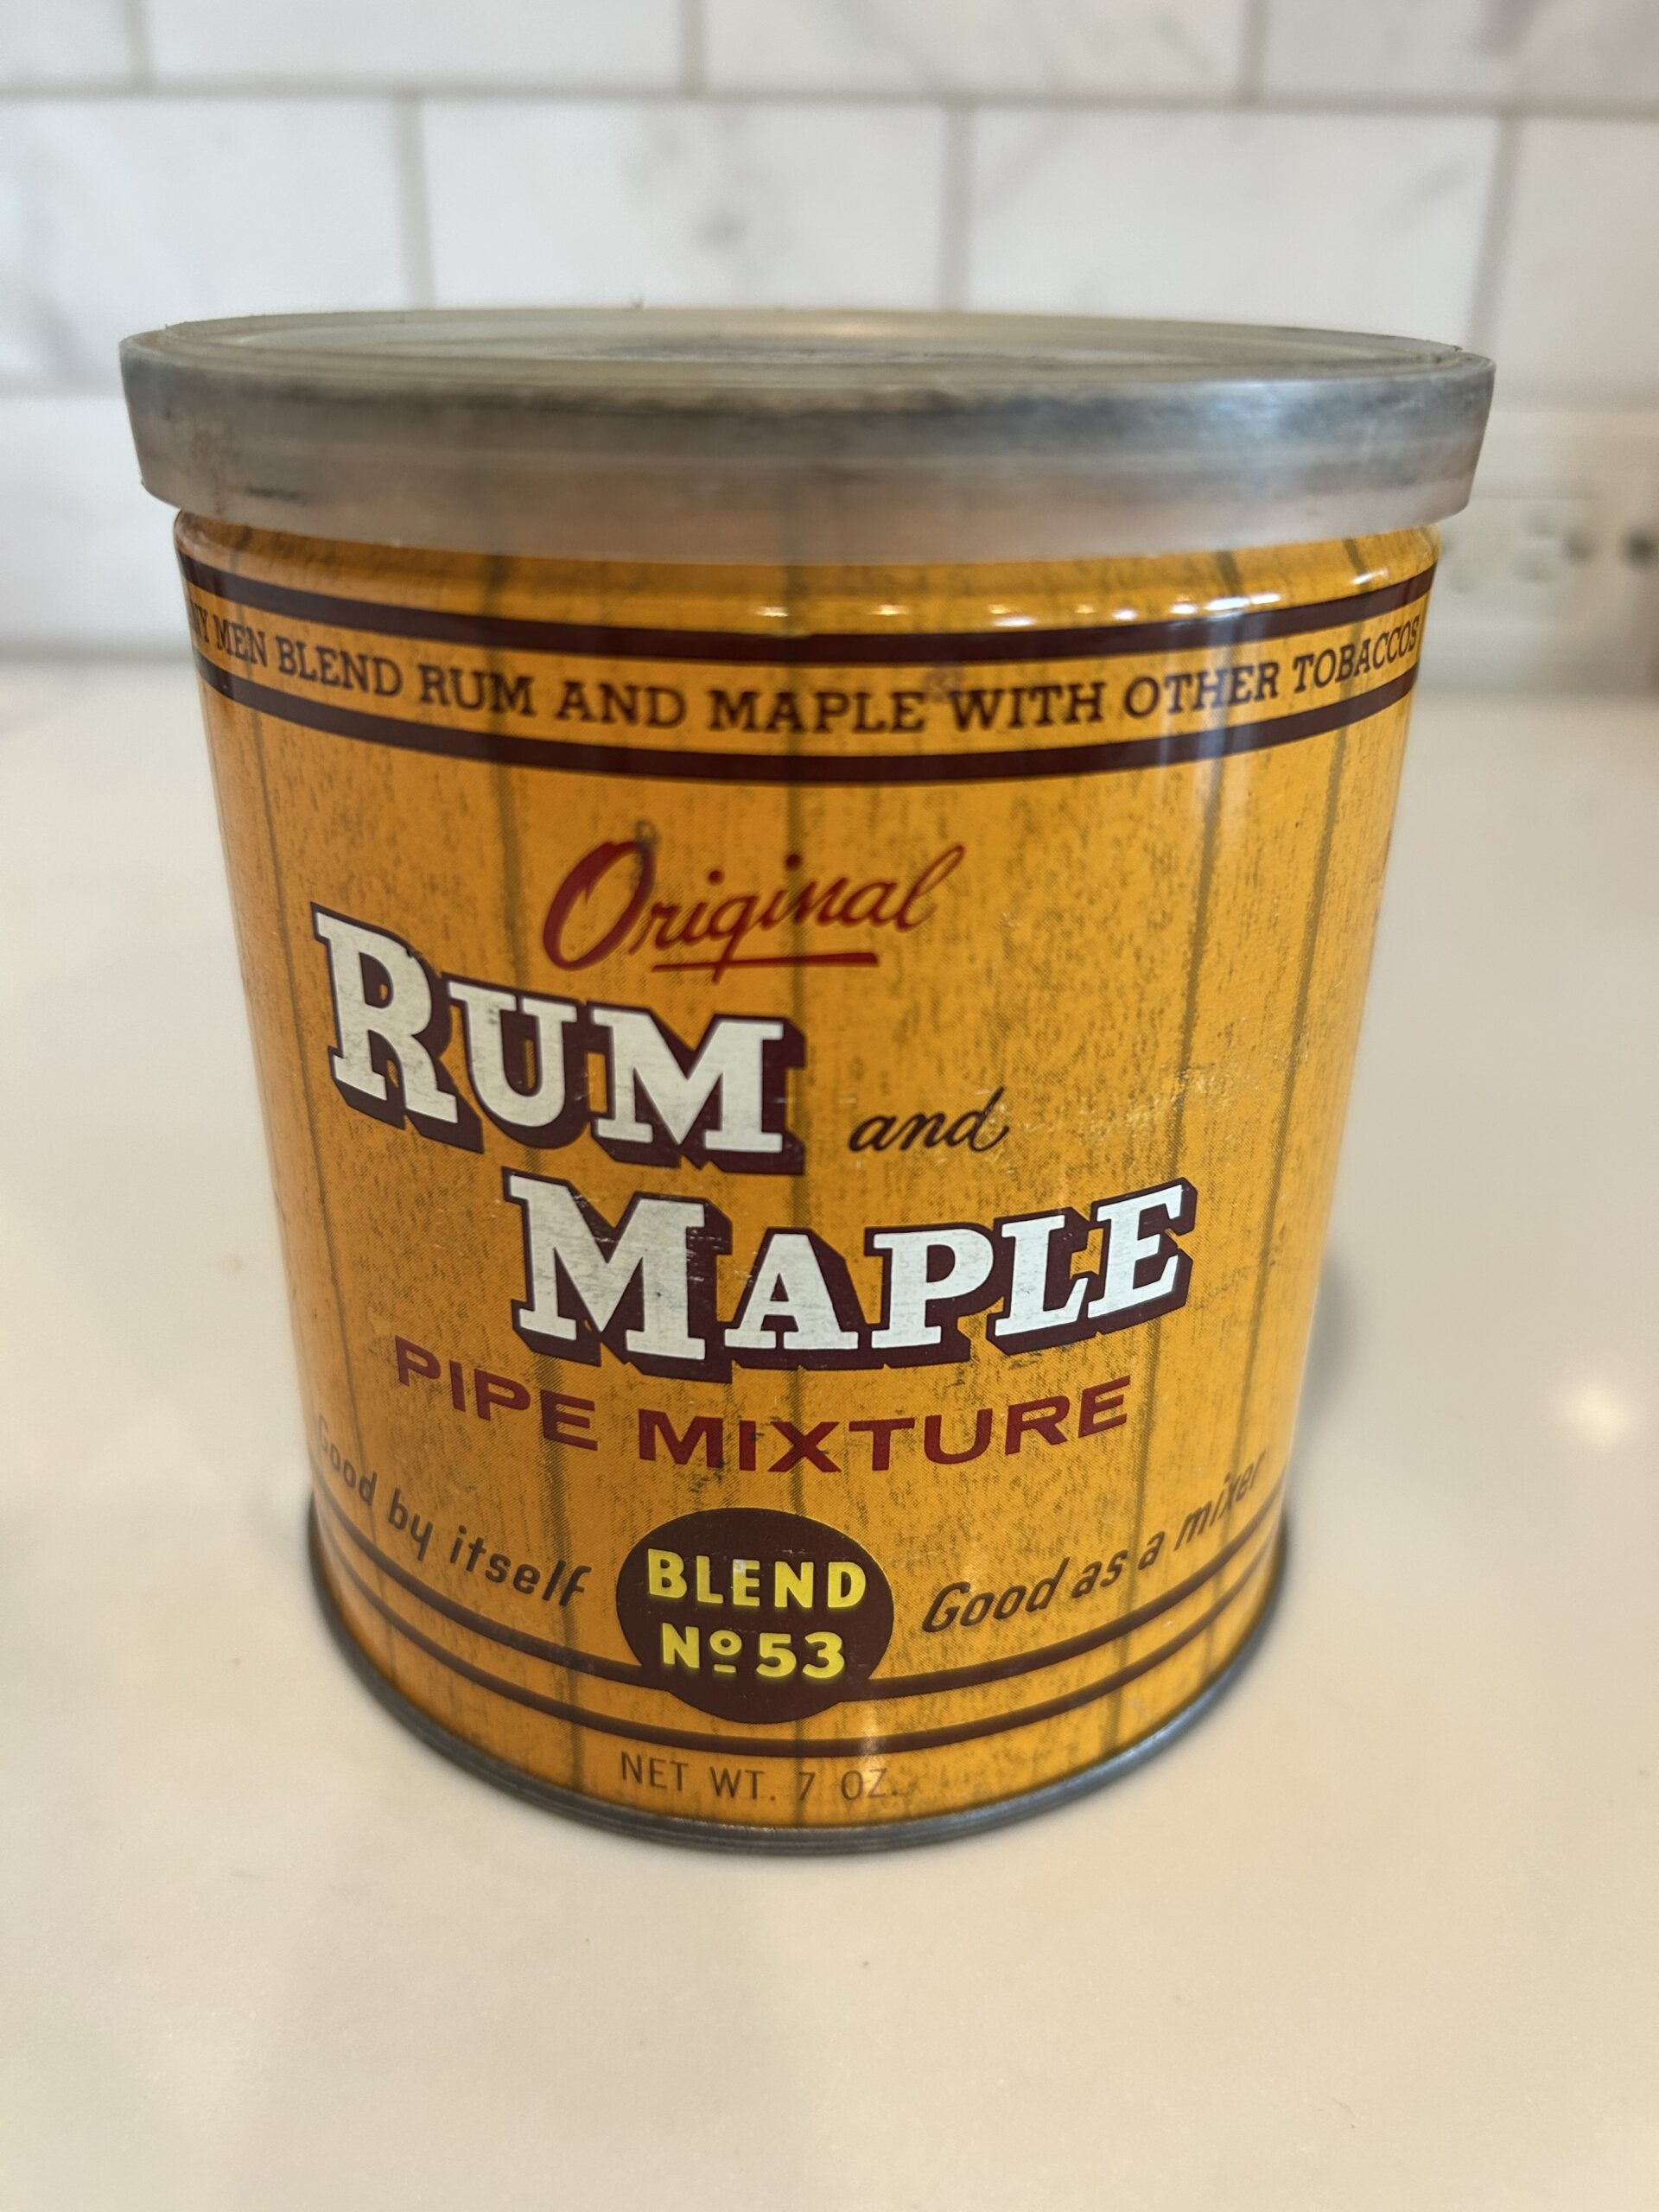 MEN BLEND RUM AND MAPLE WITH OTHER TOBACCOS
Original
RUM and
MAPLE
PIPE MIXTURE
Good by itself
BLEND
Nº 53
Good as a mixer
NET WT. 7 OZ.